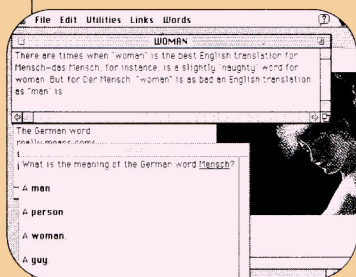 File Edit Utilities Links Words
WOMAN
There are times when "woman" is the best English translation for
Mensch—das Mensch, for instance, is a slightly "naughty" word for
woman. But for Der Mensch "woman" is as bad an English translation
as "man" is
The German word
What is the meaning of the German word Mensch?
A man
A person
A woman.
A guy